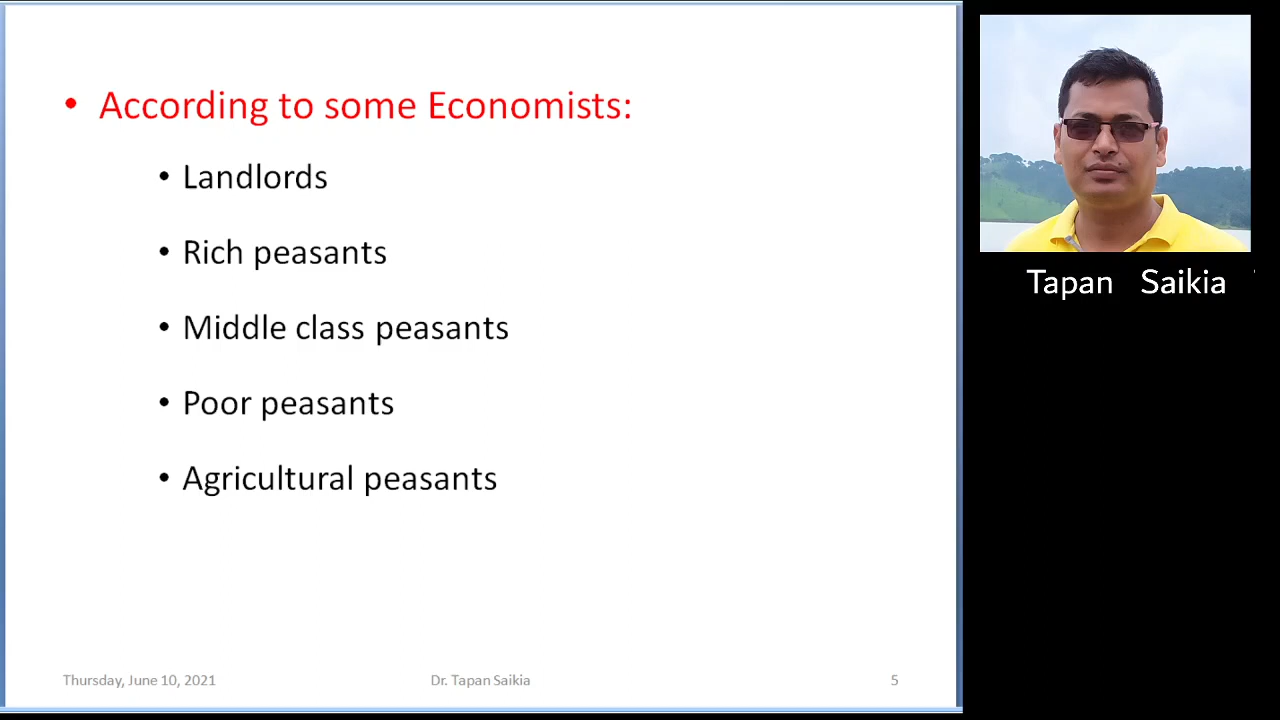 • According to some Economists:
• Landlords
• Rich peasants
• Middle class peasants
• Poor peasants
• Agricultural peasants
Thursday, June 10, 2021 Dr. Tapan Saikia 5
Tapan Saikia